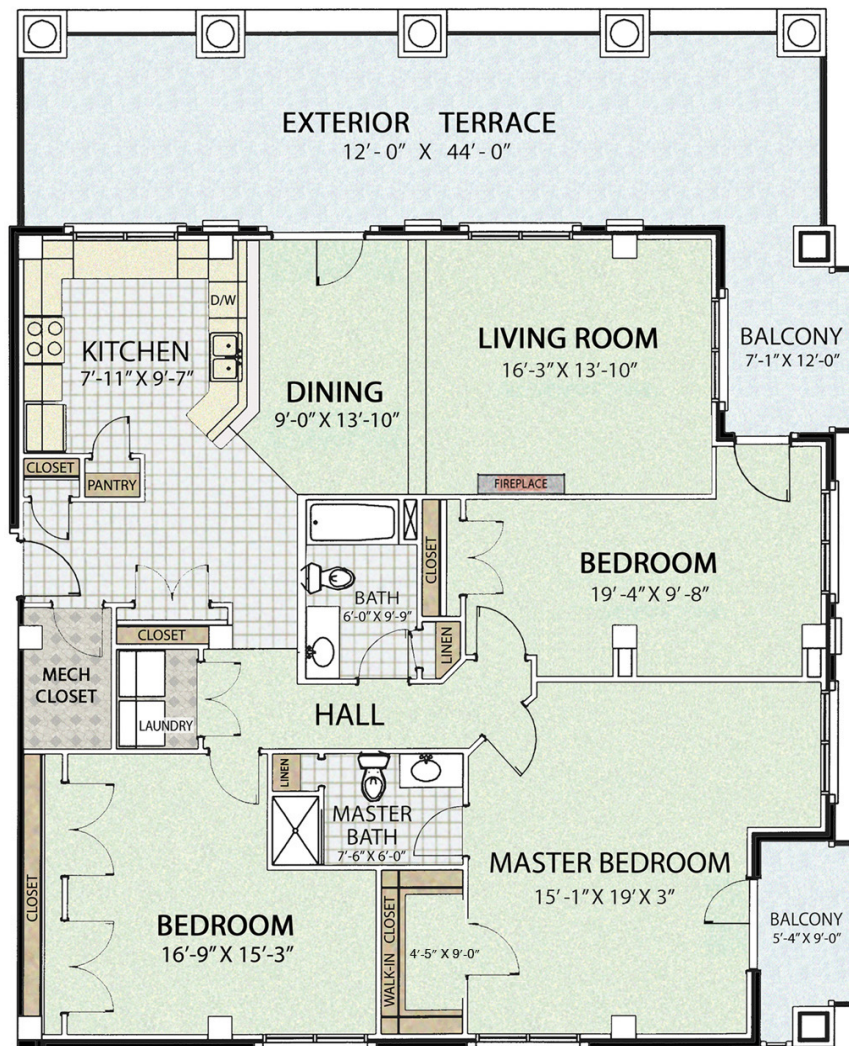 EXTERIOR TERRACE
12'- 0" X 44'- 0"
D/W
KITCHEN
7'-11" X 9'-7"
LIVING ROOM
16'-3" X 13'-10"
BALCONY
7'-1" X 12'-0"
DINING
9'-0" X 13'-10"
CLOSET
PANTRY
FIREPLACE
CLOSET
BEDROOM
19' -4" X 9' -8"
BATH
6'-0" X 9'-9"
CLOSET
LINEN
MECH
CLOSET
LAUNDRY
HALL
LINEN
MASTER
BATH
7'-6" X 6'-0"
MASTER BEDROOM
15' -1" X 19' X 3"
CLOSET
BEDROOM
16'-9" X 15'-3"
WALK-IN CLOSET
4'-5" X 9'-0"
BALCONY
5'-4" X 9'-0"